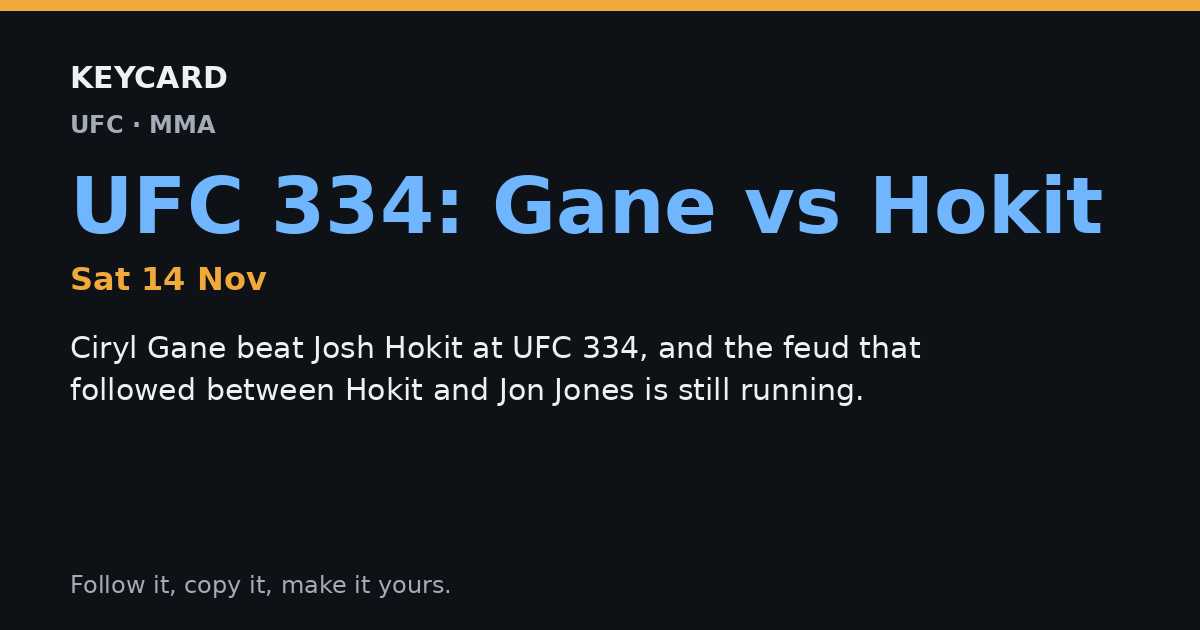 KEYCARD
UFC · MMA
UFC 334: Gane vs Hokit
Sat 14 Nov
Ciryl Gane beat Josh Hokit at UFC 334, and the feud that
followed between Hokit and Jon Jones is still running.
Follow it, copy it, make it yours.